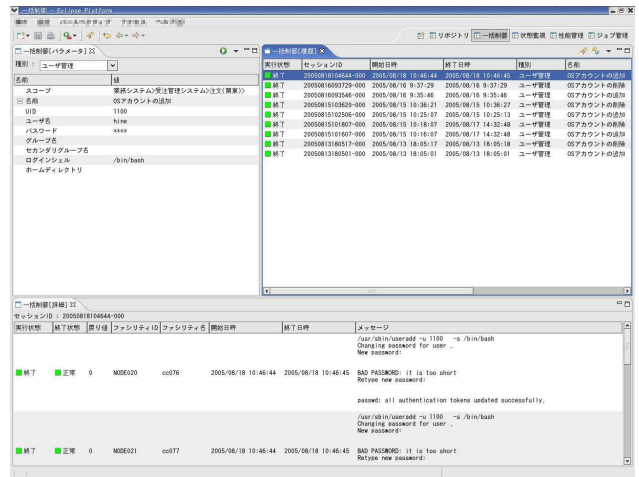 一括制御 - Eclipse Platform
リポジトリ 一括制御 状態監視 性能管理 ジョブ管理
一括制御[パラメータ]
種別 : ユーザ管理
名前 値
スコープ 業務システム>受注管理システム>注文(関東)>
名前 OSアカウントの追加
UID 1100
ユーザ名 hine
パスワード ****
グループ名
セカンダリグループ名
ログインシェル /bin/bash
ホームディレクトリ
一括制御[履歴]
実行状態 セッションID 開始日時 終了日時 種別 名前
終了 20050818104644-000 2005/08/18 10:46:44 2005/08/18 10:46:45 ユーザ管理 OSアカウントの追加
終了 20050816093729-000 2005/08/16 9:37:29 2005/08/16 9:37:29 ユーザ管理 OSアカウントの削除
終了 20050816093546-000 2005/08/16 9:35:46 2005/08/16 9:35:46 ユーザ管理 OSアカウントの追加
終了 20050815103620-000 2005/08/15 10:36:21 2005/08/15 10:36:27 ユーザ管理 OSアカウントの削除
終了 20050815102506-000 2005/08/15 10:25:07 2005/08/15 10:25:13 ユーザ管理 OSアカウントの追加
終了 20050815101807-000 2005/08/15 10:18:07 2005/08/17 14:32:48 ユーザ管理 OSアカウントの削除
終了 20050815101607-000 2005/08/15 10:16:07 2005/08/17 14:32:48 ユーザ管理 OSアカウントの追加
終了 20050813180517-000 2005/08/13 18:05:17 2005/08/13 18:05:18 ユーザ管理 OSアカウントの削除
終了 20050813180501-000 2005/08/13 18:05:01 2005/08/13 18:05:01 ユーザ管理 OSアカウントの追加
一括制御[詳細]
セッションID : 20050818104644-000
実行状態 終了状態 戻り値 ファシリティID ファシリティ名 開始日時 終了日時 メッセージ
/usr/sbin/useradd -u 1100 -s /bin/bash
Changing password for user .
New password:
終了 正常 0 NODE020 cc076 2005/08/18 10:46:44 2005/08/18 10:46:45 BAD PASSWORD: it is too short
Retype new password:
passwd: all authentication tokens updated successfully.
/usr/sbin/useradd -u 1100 -s /bin/bash
Changing password for user .
New password:
終了 正常 0 NODE021 cc077 2005/08/18 10:46:44 2005/08/18 10:46:45 BAD PASSWORD: it is too short
Retype new password: